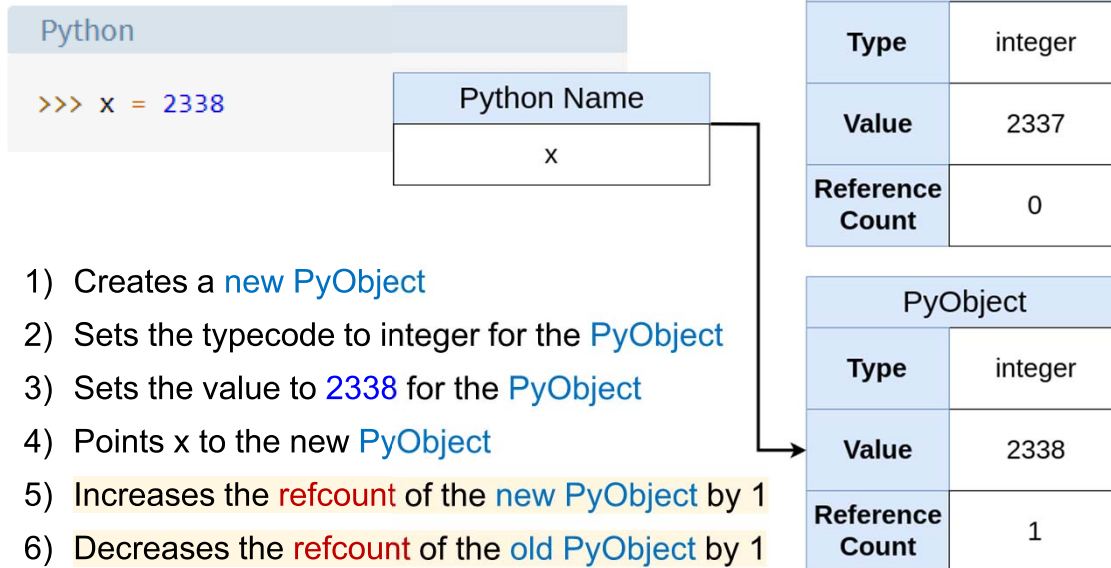 Python
>>> x = 2338
Python Name
x
Type integer
Value 2337
Reference
Count 0
1) Creates a new PyObject
2) Sets the typecode to integer for the PyObject
3) Sets the value to 2338 for the PyObject
4) Points x to the new PyObject
5) Increases the refcount of the new PyObject by 1
6) Decreases the refcount of the old PyObject by 1
PyObject
Type integer
Value 2338
Reference
Count 1